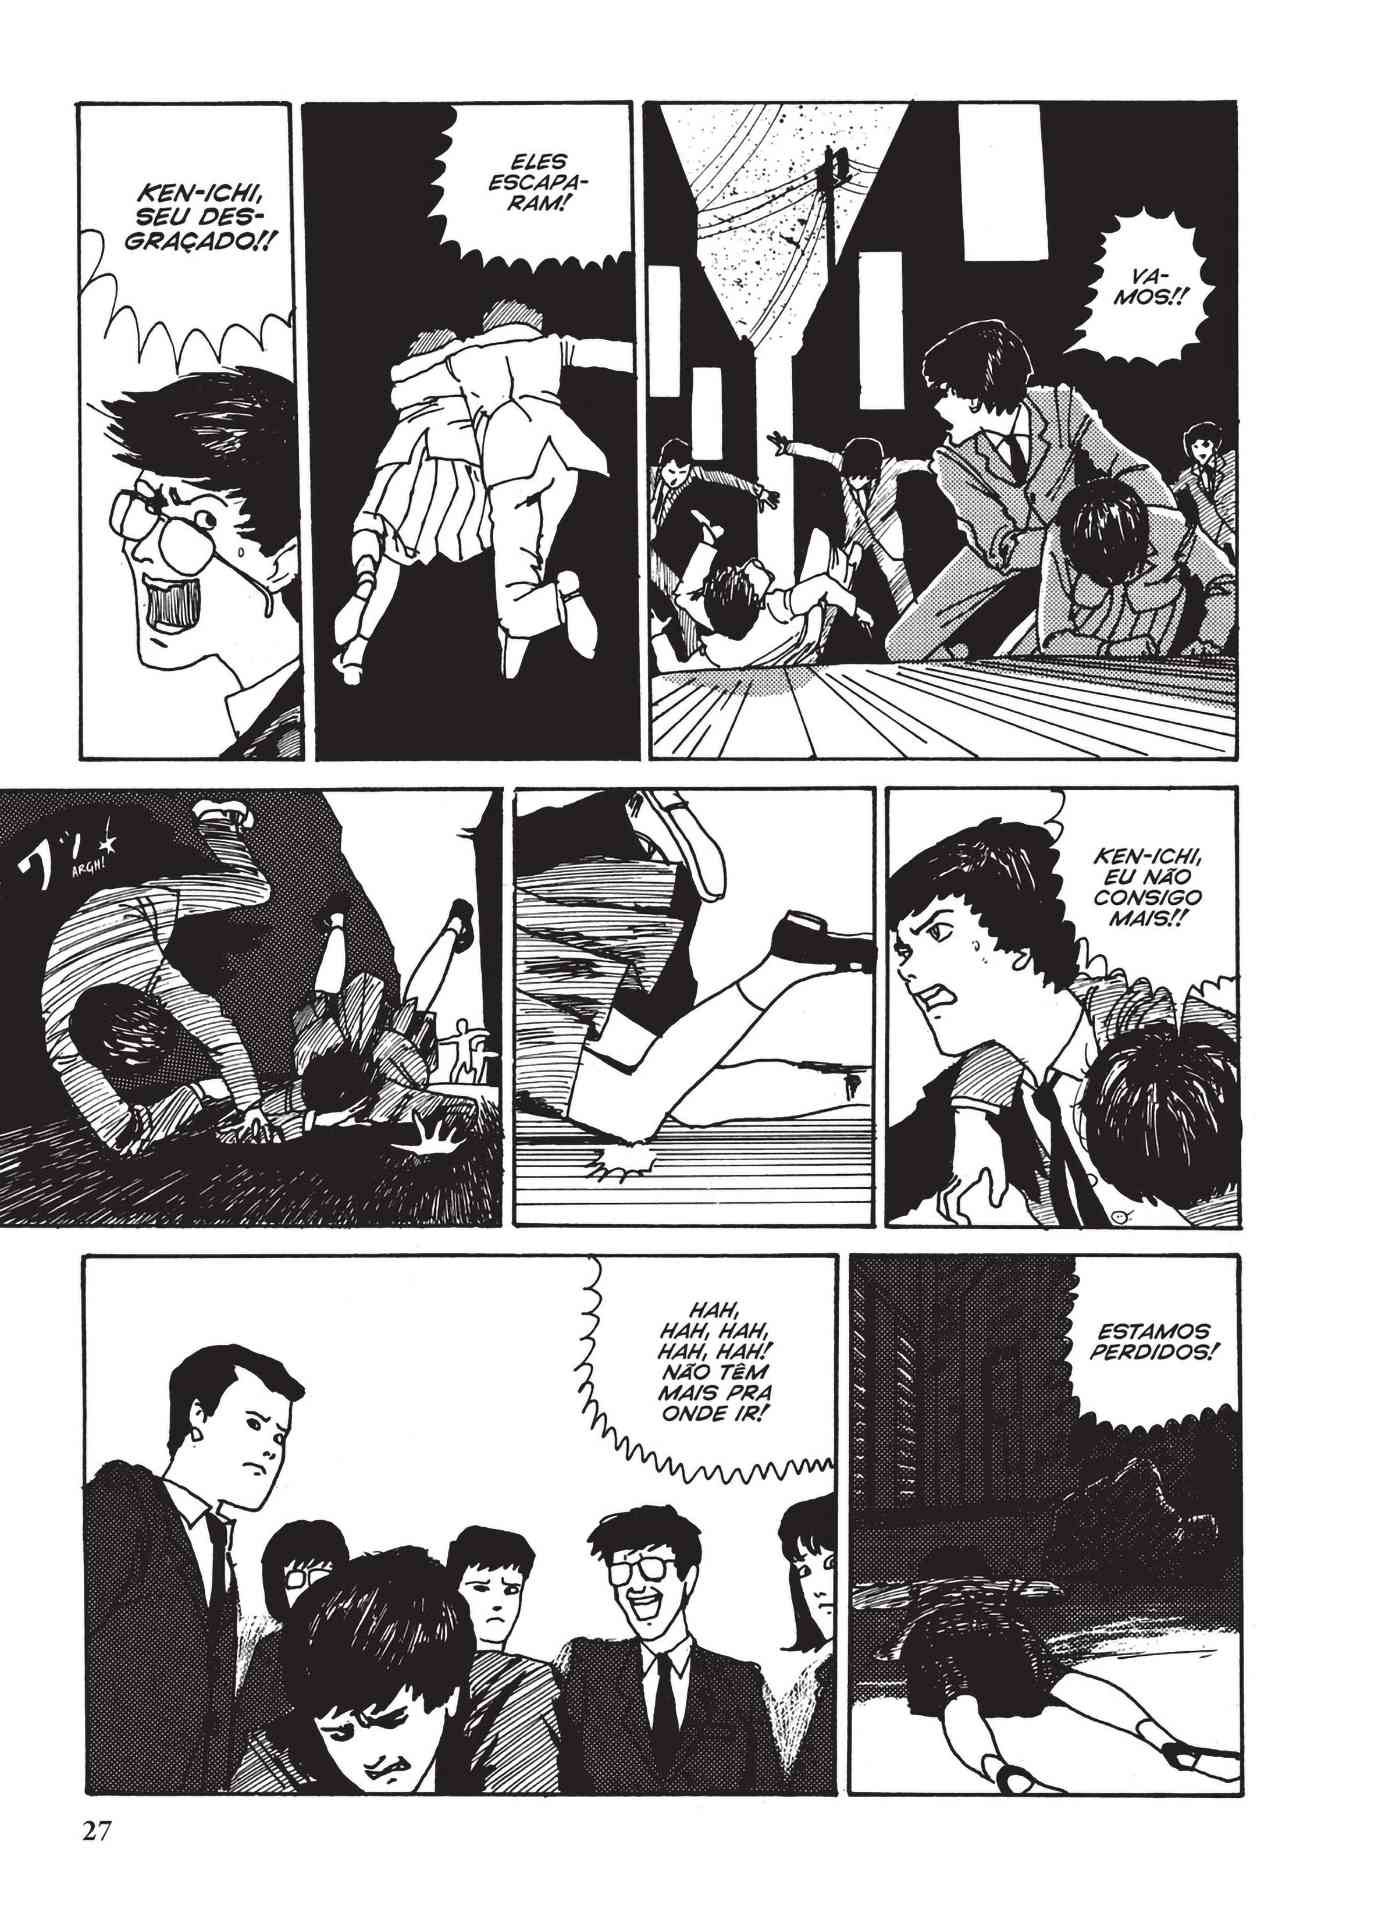 VA-
MOS!!
ELES
ESCAPA-
RAM!
KEN-ICHI,
SEU DES-
GRAÇADO!!
KEN-ICHI,
EU NÃO
CONSIGO
MAIS!!
ワッ
ARGH!
ESTAMOS
PERDIDOS!
HAH,
HAH, HAH,
HAH, HAH!
NÃO TÊM
MAIS PRA
ONDE IR!
27